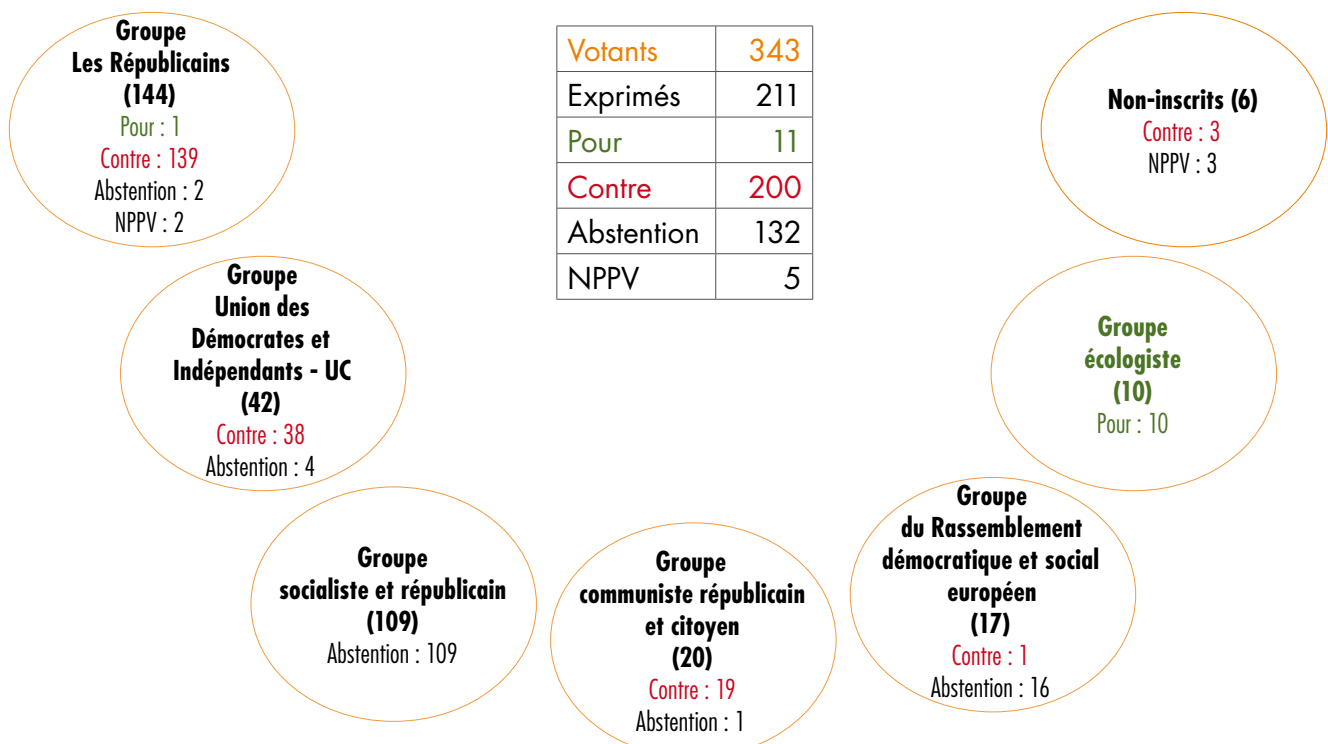 Groupe
Les Républicains
(144)
Pour : 1
Contre : 139
Abstention : 2
NPPV : 2
Votants 343
Exprimés 211
Pour 11
Contre 200
Abstention 132
NPPV 5
Non-inscrits (6)
Contre : 3
NPPV : 3
Groupe
Union des
Démocrates et
Indépendants - UC
(42)
Contre : 38
Abstention : 4
Groupe
écologiste
(10)
Pour : 10
Groupe
socialiste et républicain
(109)
Abstention : 109
Groupe
communiste républicain
et citoyen
(20)
Contre : 19
Abstention : 1
Groupe
du Rassemblement
démocratique et social
européen
(17)
Contre : 1
Abstention : 16